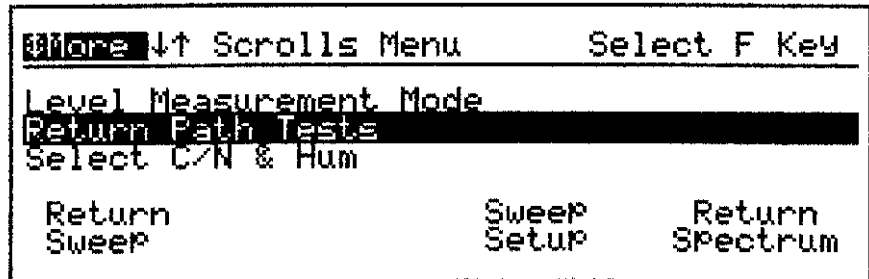 ↓More ↓↑ Scrolls Menu Select F Key
Level Measurement Mode
Return Path Tests
Select C/N & Hum
Return Sweep Return
Sweep Setup Spectrum